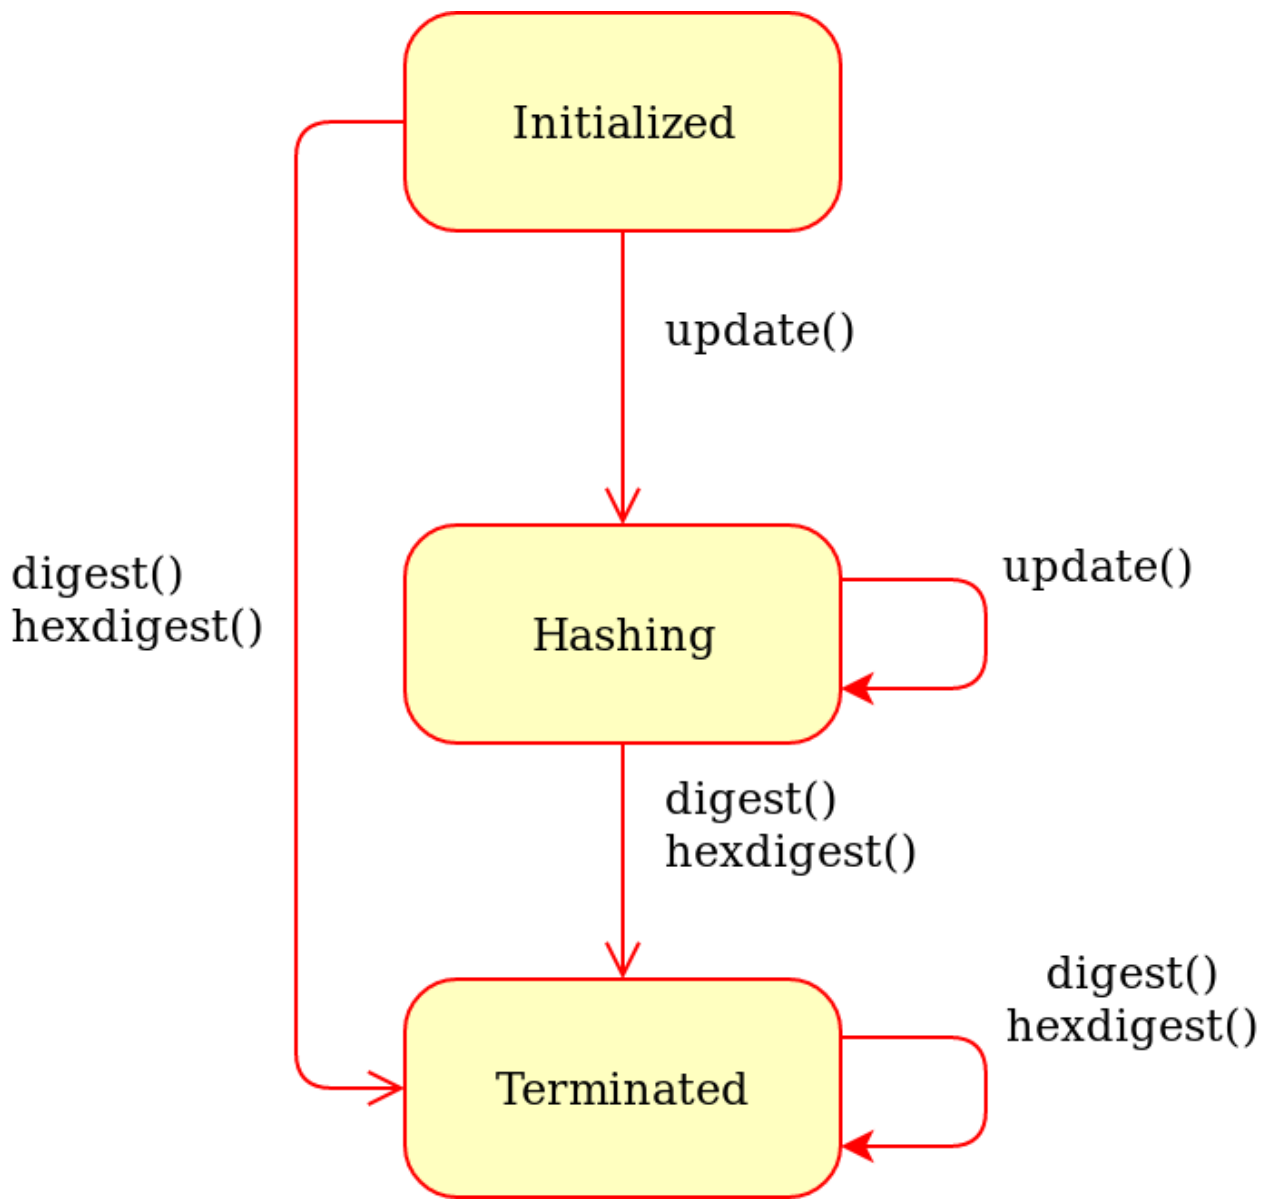 Initialized
update()
digest()
hexdigest()
Hashing
update()
digest()
hexdigest()
Terminated
digest()
hexdigest()